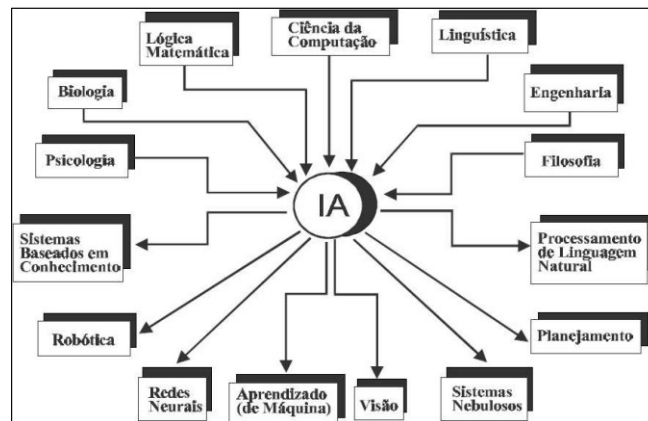 Ciência da
Computação
Lógica
Matemática
Linguística
Biologia
Engenharia
Psicologia
Filosofia
IA
Sistemas
Baseados em
Conhecimento
Processamento
de Linguagem
Natural
Robótica
Planejamento
Redes
Neurais
Aprendizado
(de Máquina)
Visão
Sistemas
Nebulosos